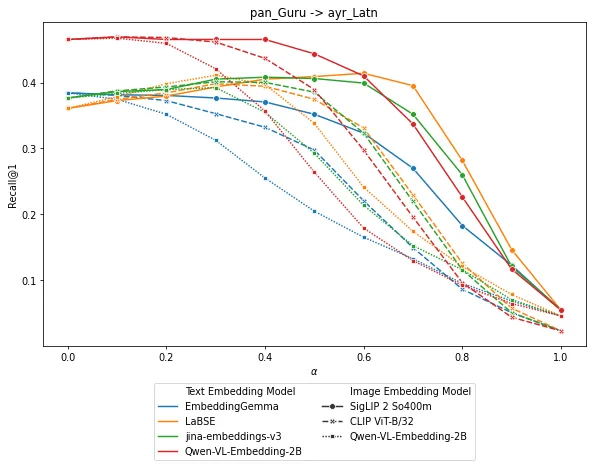 pan_Guru -> ayr_Latn
Recall@1
0.4
0.3
0.2
0.1
0.0 0.2 0.4 0.6 0.8 1.0
α
Text Embedding Model Image Embedding Model
EmbeddingGemma SigLIP 2 So400m
LaBSE CLIP ViT-B/32
jina-embeddings-v3 Qwen-VL-Embedding-2B
Qwen-VL-Embedding-2B